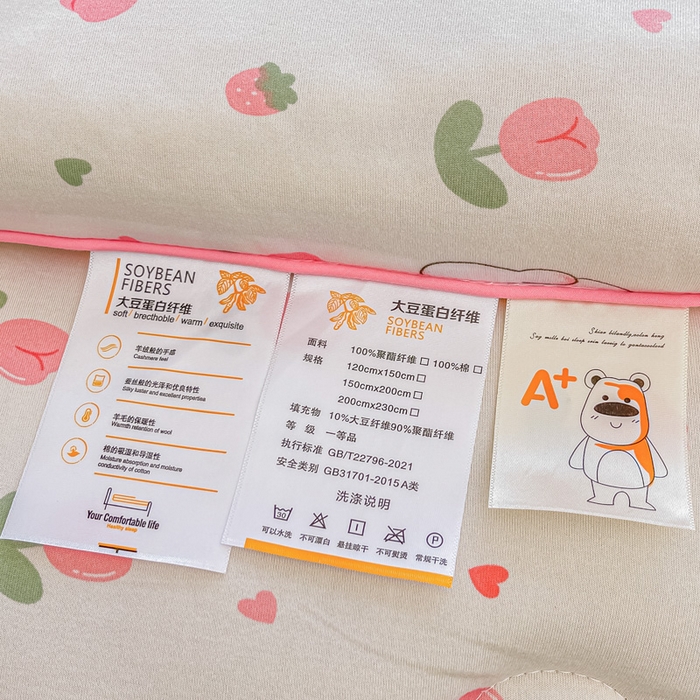 SOYBEAN
FIBERS
大豆蛋白纤维
soft / brecthoble / warm / exquisite
羊绒般的手感
Cashmere feel
蚕丝般的光泽和优良特性
Silky luster and excellent propertisa
羊毛的保暖性
Warmth retention of wool
棉的吸湿和导湿性
Moisture absorption and moisture
conductivity of cotton
Your Comfortable life
Healthy sleep
大豆蛋白纤维
SOYBEAN
FIBERS
面料 100%聚酯纤维 □ 100%棉 □
规格 120cmx150cm □
150cmx200cm □
200cmx230cm □
填充物 10%大豆纤维90%聚酯纤维
等 级 一等品
执行标准 GB/T22796-2021
安全类别 GB31701-2015 A类
洗涤说明
30
P
可以水洗 不可漂白 悬挂晾干 不可熨烫 常规干洗
A+